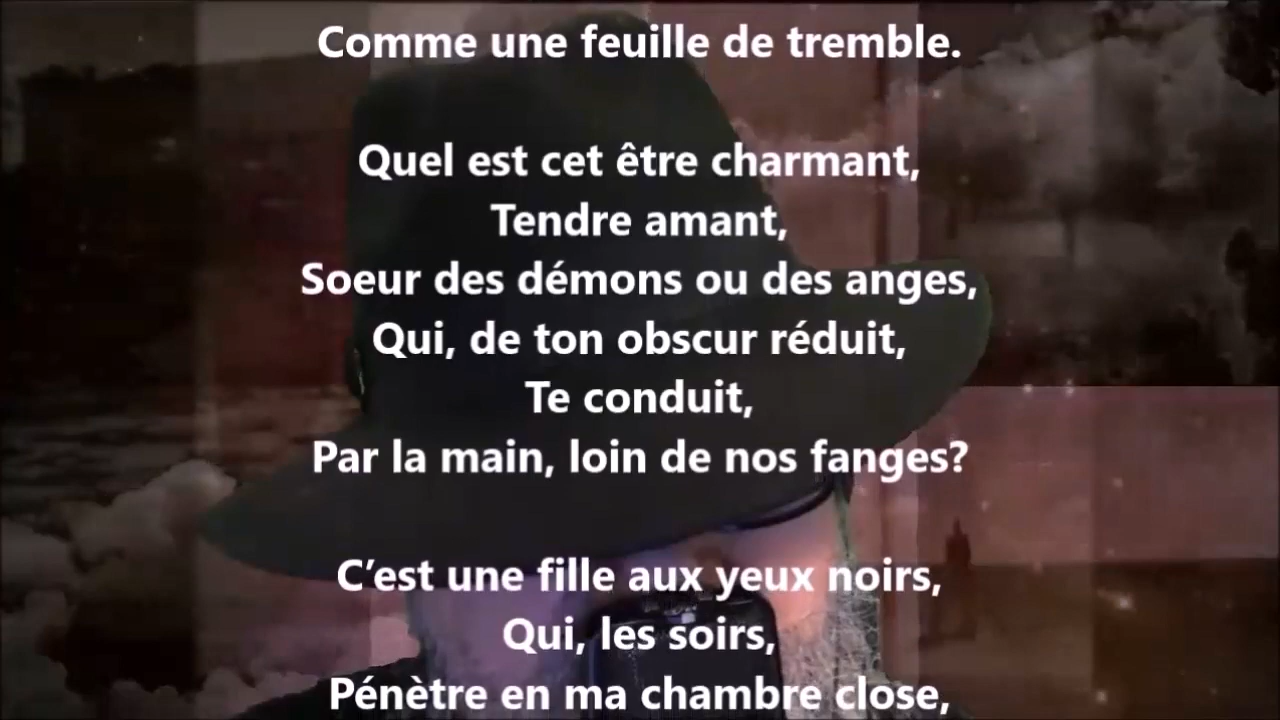 Comme une feuille de tremble.
Quel est cet être charmant,
Tendre amant,
Soeur des démons ou des anges,
Qui, de ton obscur réduit,
Te conduit,
Par la main, loin de nos fanges?
C’est une fille aux yeux noirs,
Qui, les soirs,
Pénètre en ma chambre close,